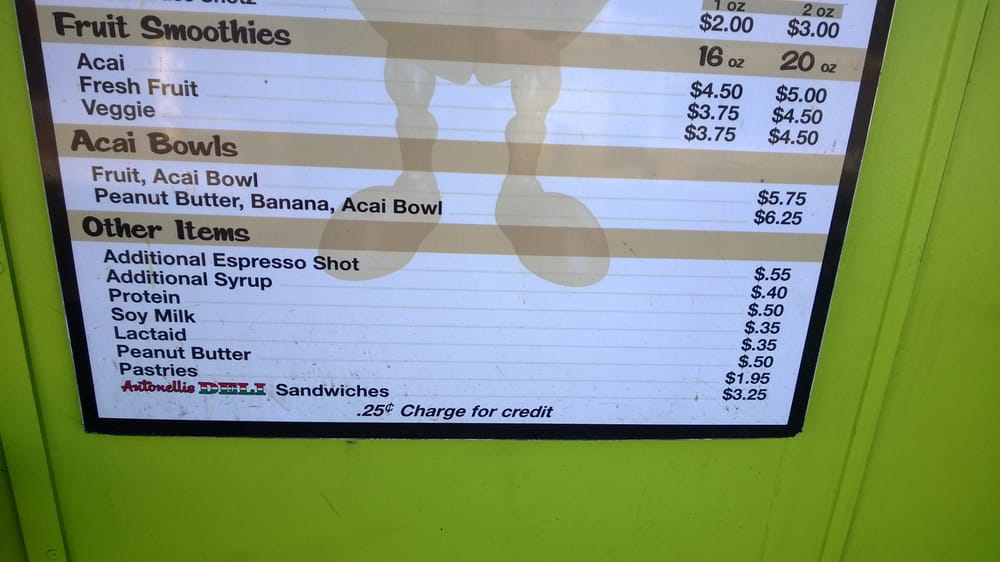 1 oz 2 oz
$2.00 $3.00
Fruit Smoothies 16 oz 20 oz
Acai $4.50 $5.00
Fresh Fruit $3.75 $4.50
Veggie $3.75 $4.50
Acai Bowls
Fruit, Acai Bowl $5.75
Peanut Butter, Banana, Acai Bowl $6.25
Other Items
Additional Espresso Shot $.55
Additional Syrup $.40
Protein $.50
Soy Milk $.35
Lactaid $.35
Peanut Butter $.50
Pastries $1.95
Antonellis DELI Sandwiches $3.25
.25¢ Charge for credit